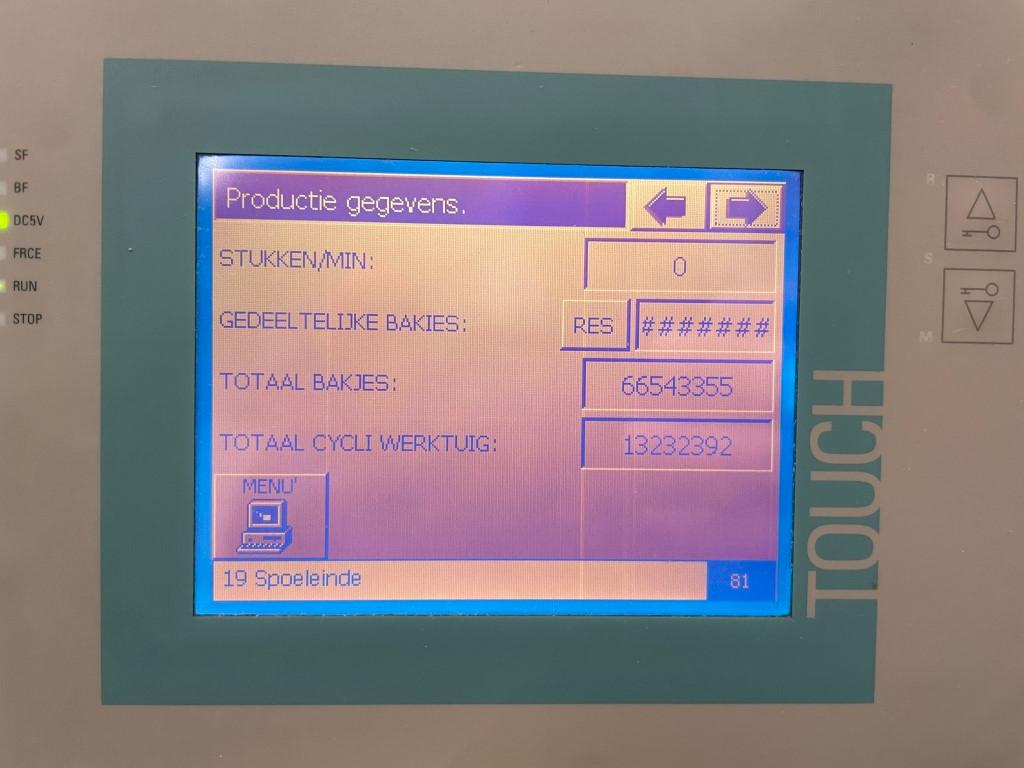 SF
BF
DC5V
FRCE
RUN
STOP
Productie gegevens.
STUKKEN/MIN: 0
GEDEELTELIJKE BAKIES: RES #######
TOTAAL BAKJES: 66543355
TOTAAL CYCLI WERKTUIG: 13232392
MENU'
19 Spoeleinde 81
TOUCH
R
S
M